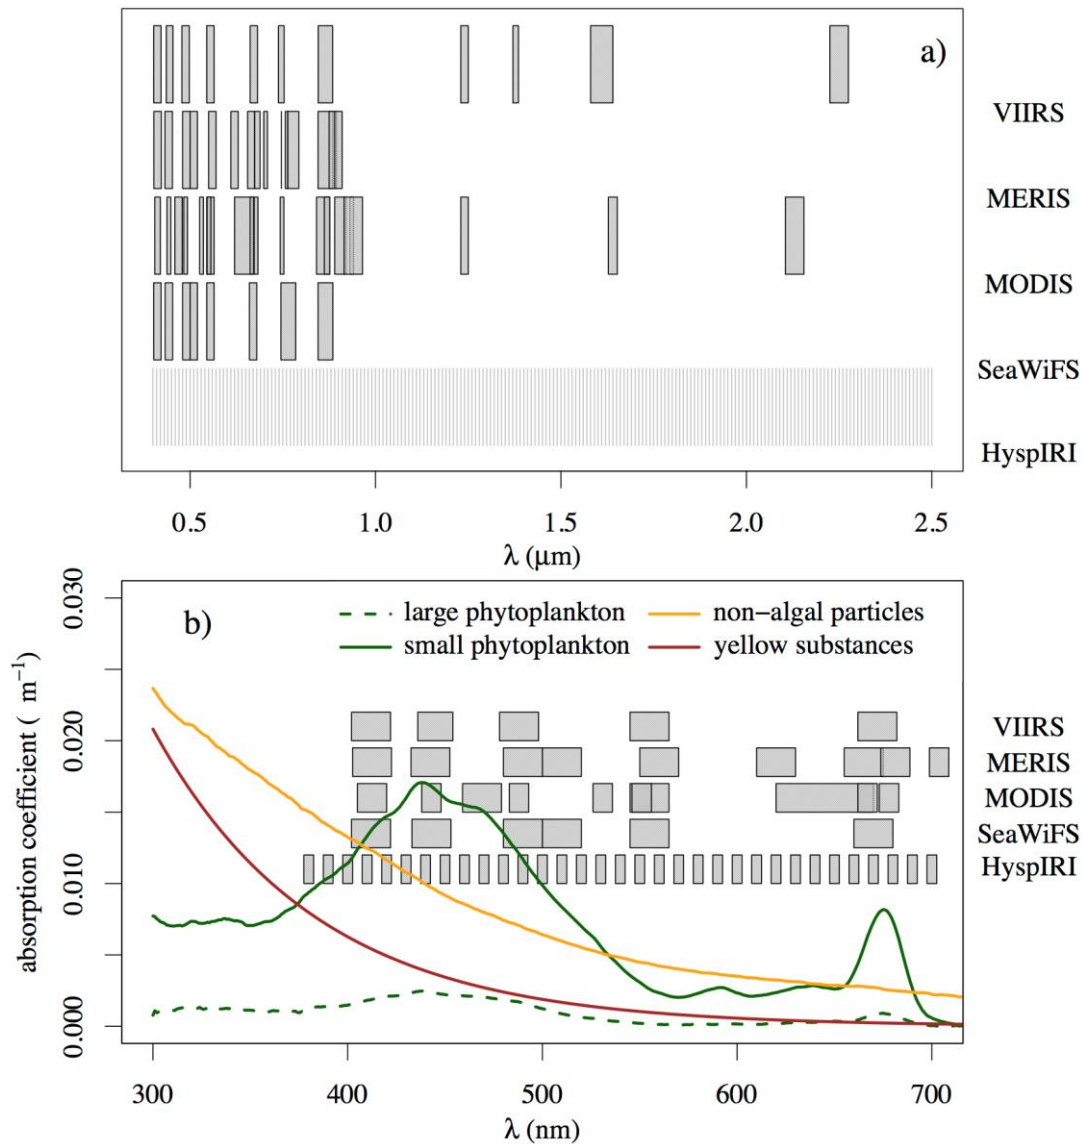 a)
VIIRS
MERIS
MODIS
SeaWiFS
HyspIRI
0.5 1.0 1.5 2.0 2.5
λ (μm)
b)
large phytoplankton non−algal particles
small phytoplankton yellow substances
0.030
0.020
0.010
0.000
absorption coefficient ( m⁻¹)
VIIRS
MERIS
MODIS
SeaWiFS
HyspIRI
300 400 500 600 700
λ (nm)